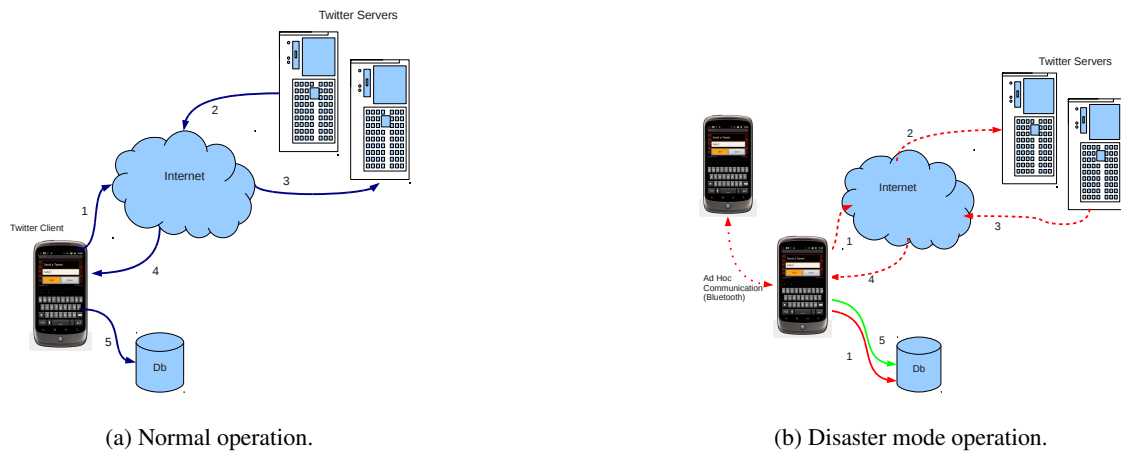 Twitter Servers
2
Internet
3
1
Twitter Client
4
5
Db
(a) Normal operation.
Twitter Servers
2
Internet
3
1
4
Ad Hoc
Communication
(Bluetooth)
5
1
Db
(b) Disaster mode operation.